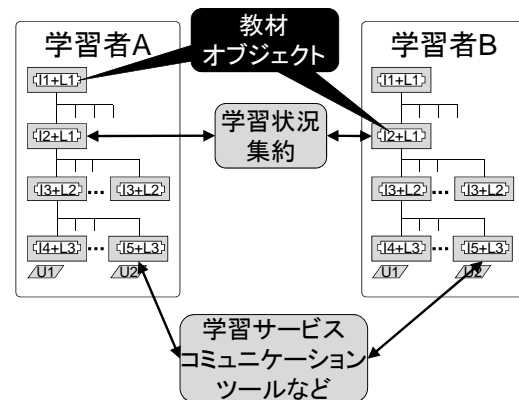 学習者A
教材
オブジェクト
学習者B
I1+L1
I1+L1
I2+L1
学習状況
集約
I2+L1
I3+L2
...
I3+L2
I3+L2
...
I3+L2
I4+L3
...
I5+L3
I4+L3
...
I5+L3
U1
U2
U1
U2
学習サービス
コミュニケーション
ツールなど